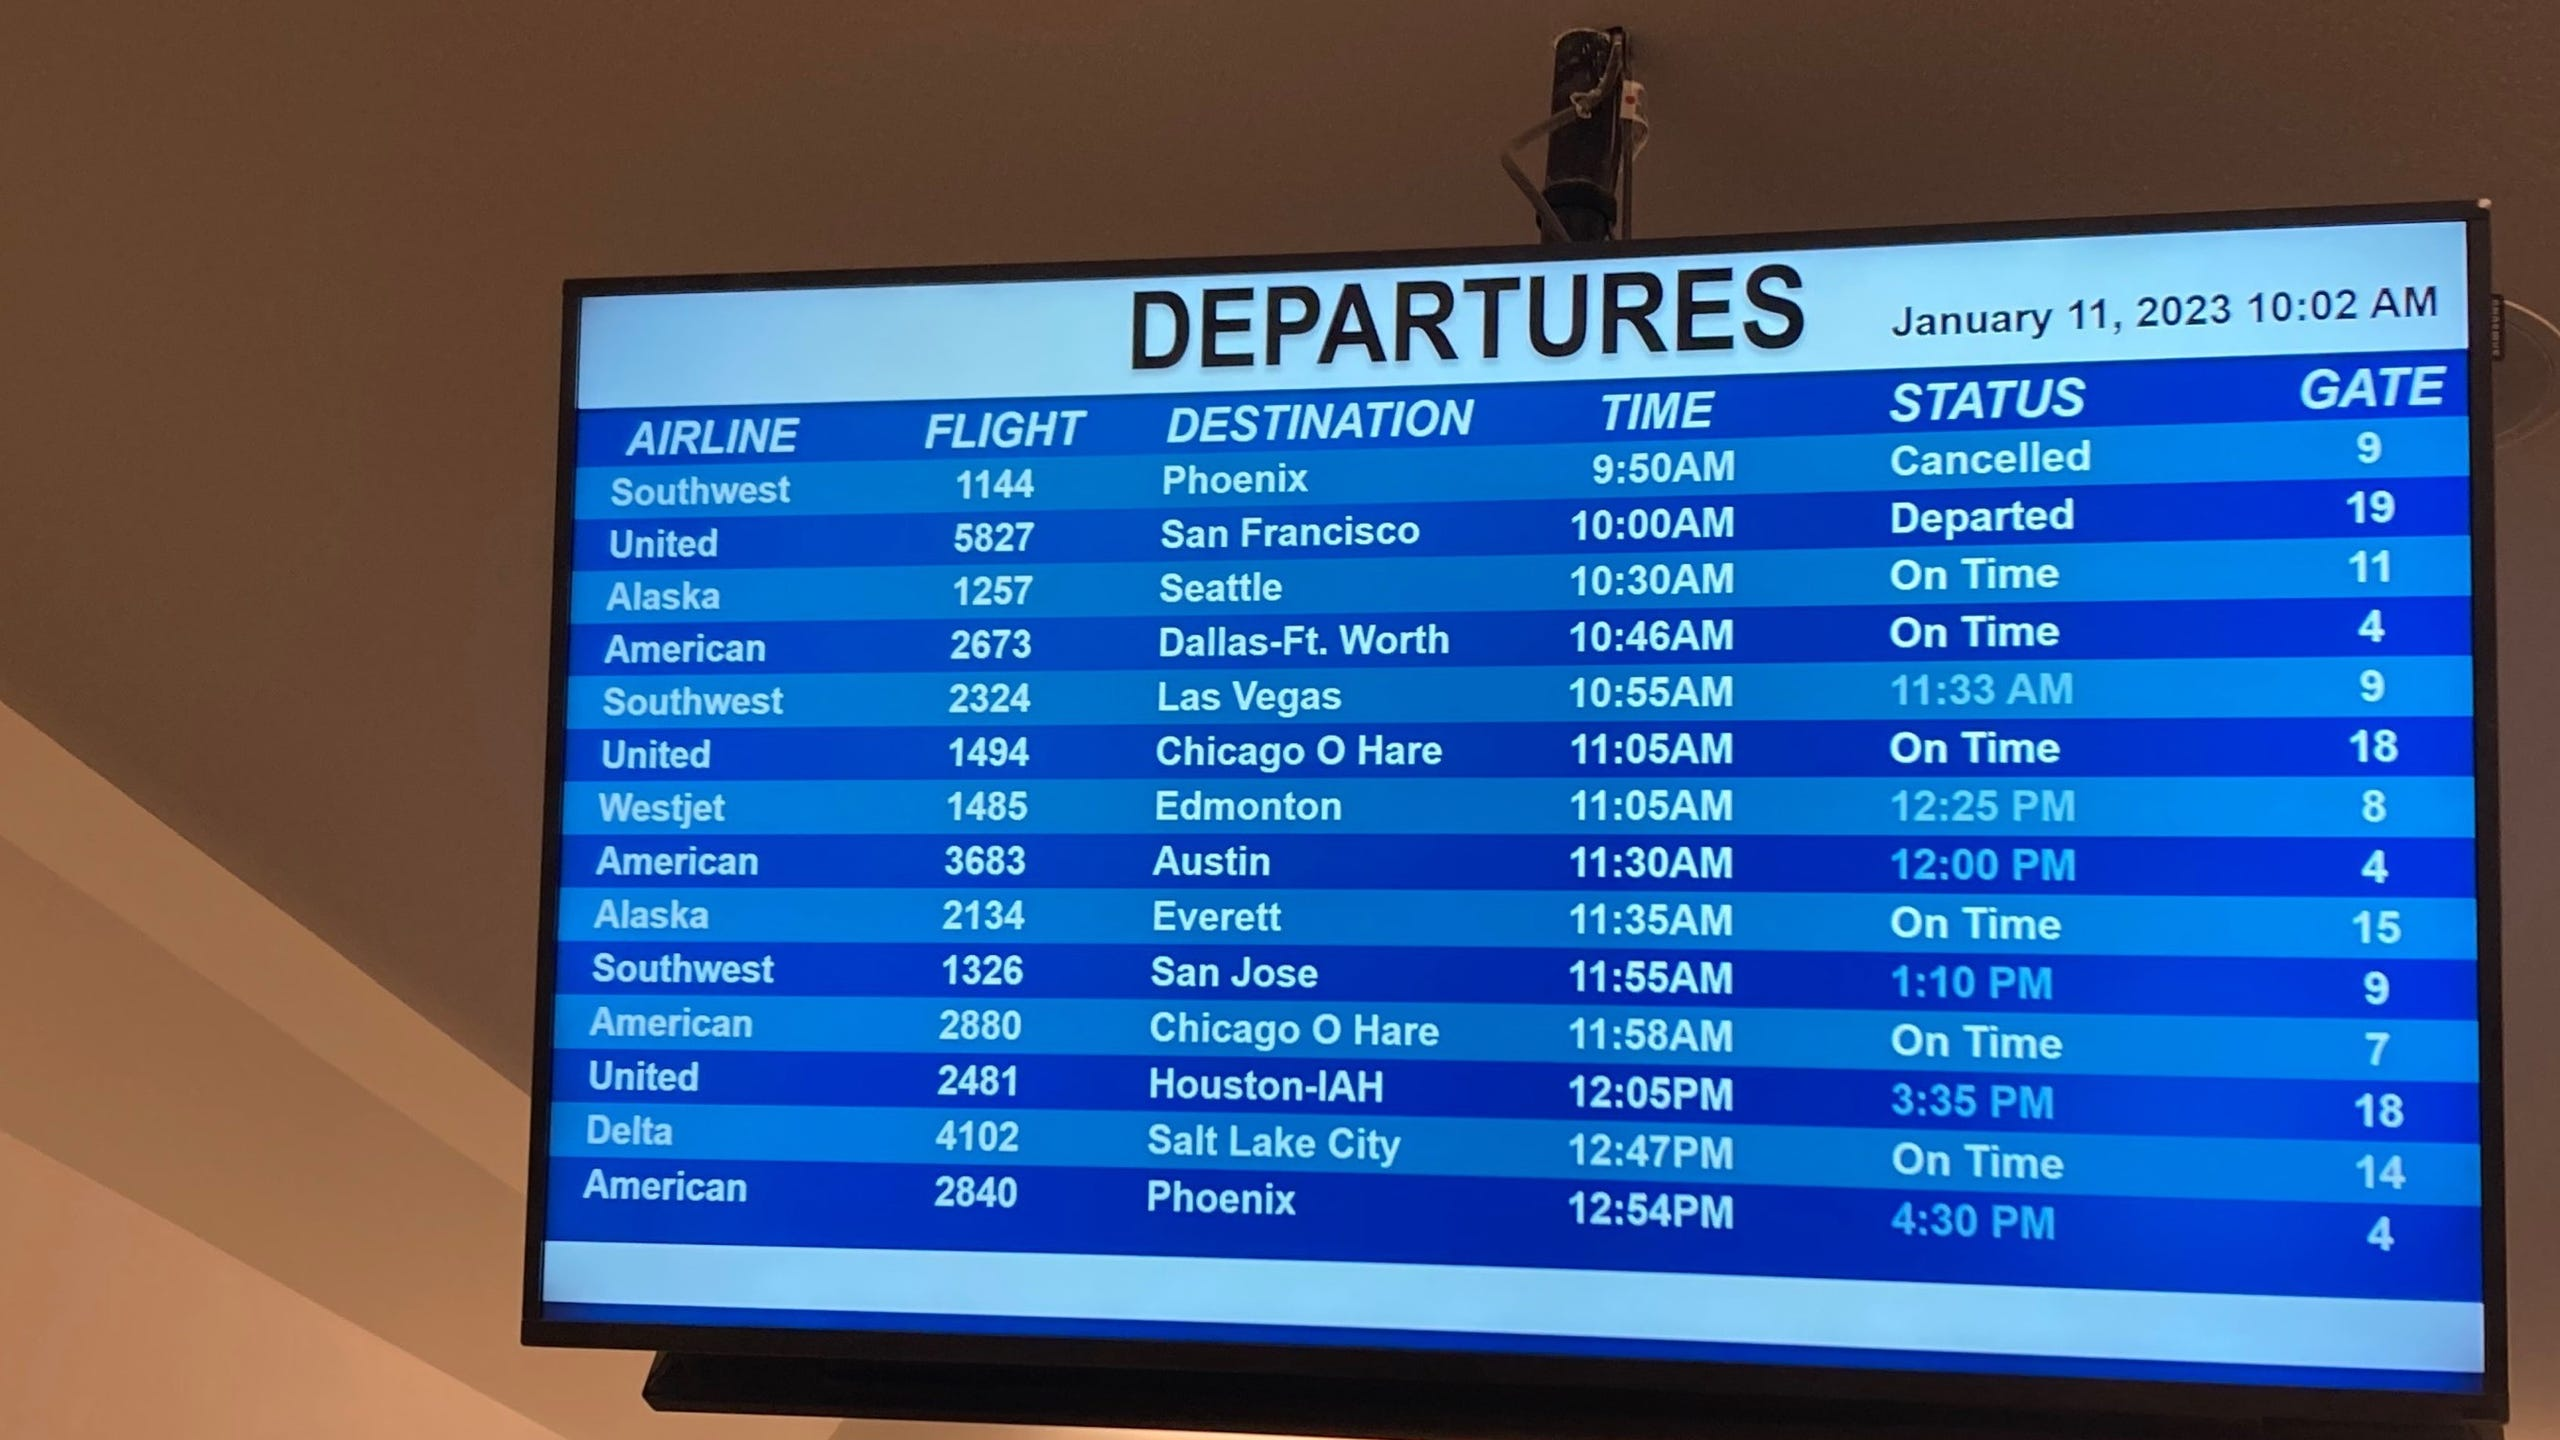 DEPARTURES January 11, 2023 10:02 AM
AIRLINE FLIGHT DESTINATION TIME STATUS GATE
Southwest 1144 Phoenix 9:50AM Cancelled 9
United 5827 San Francisco 10:00AM Departed 19
Alaska 1257 Seattle 10:30AM On Time 11
American 2673 Dallas-Ft. Worth 10:46AM On Time 4
Southwest 2324 Las Vegas 10:55AM 11:33 AM 9
United 1494 Chicago O Hare 11:05AM On Time 18
Westjet 1485 Edmonton 11:05AM 12:25 PM 8
American 3683 Austin 11:30AM 12:00 PM 4
Alaska 2134 Everett 11:35AM On Time 15
Southwest 1326 San Jose 11:55AM 1:10 PM 9
American 2880 Chicago O Hare 11:58AM On Time 7
United 2481 Houston-IAH 12:05PM 3:35 PM 18
Delta 4102 Salt Lake City 12:47PM On Time 14
American 2840 Phoenix 12:54PM 4:30 PM 4
SAMSUNG